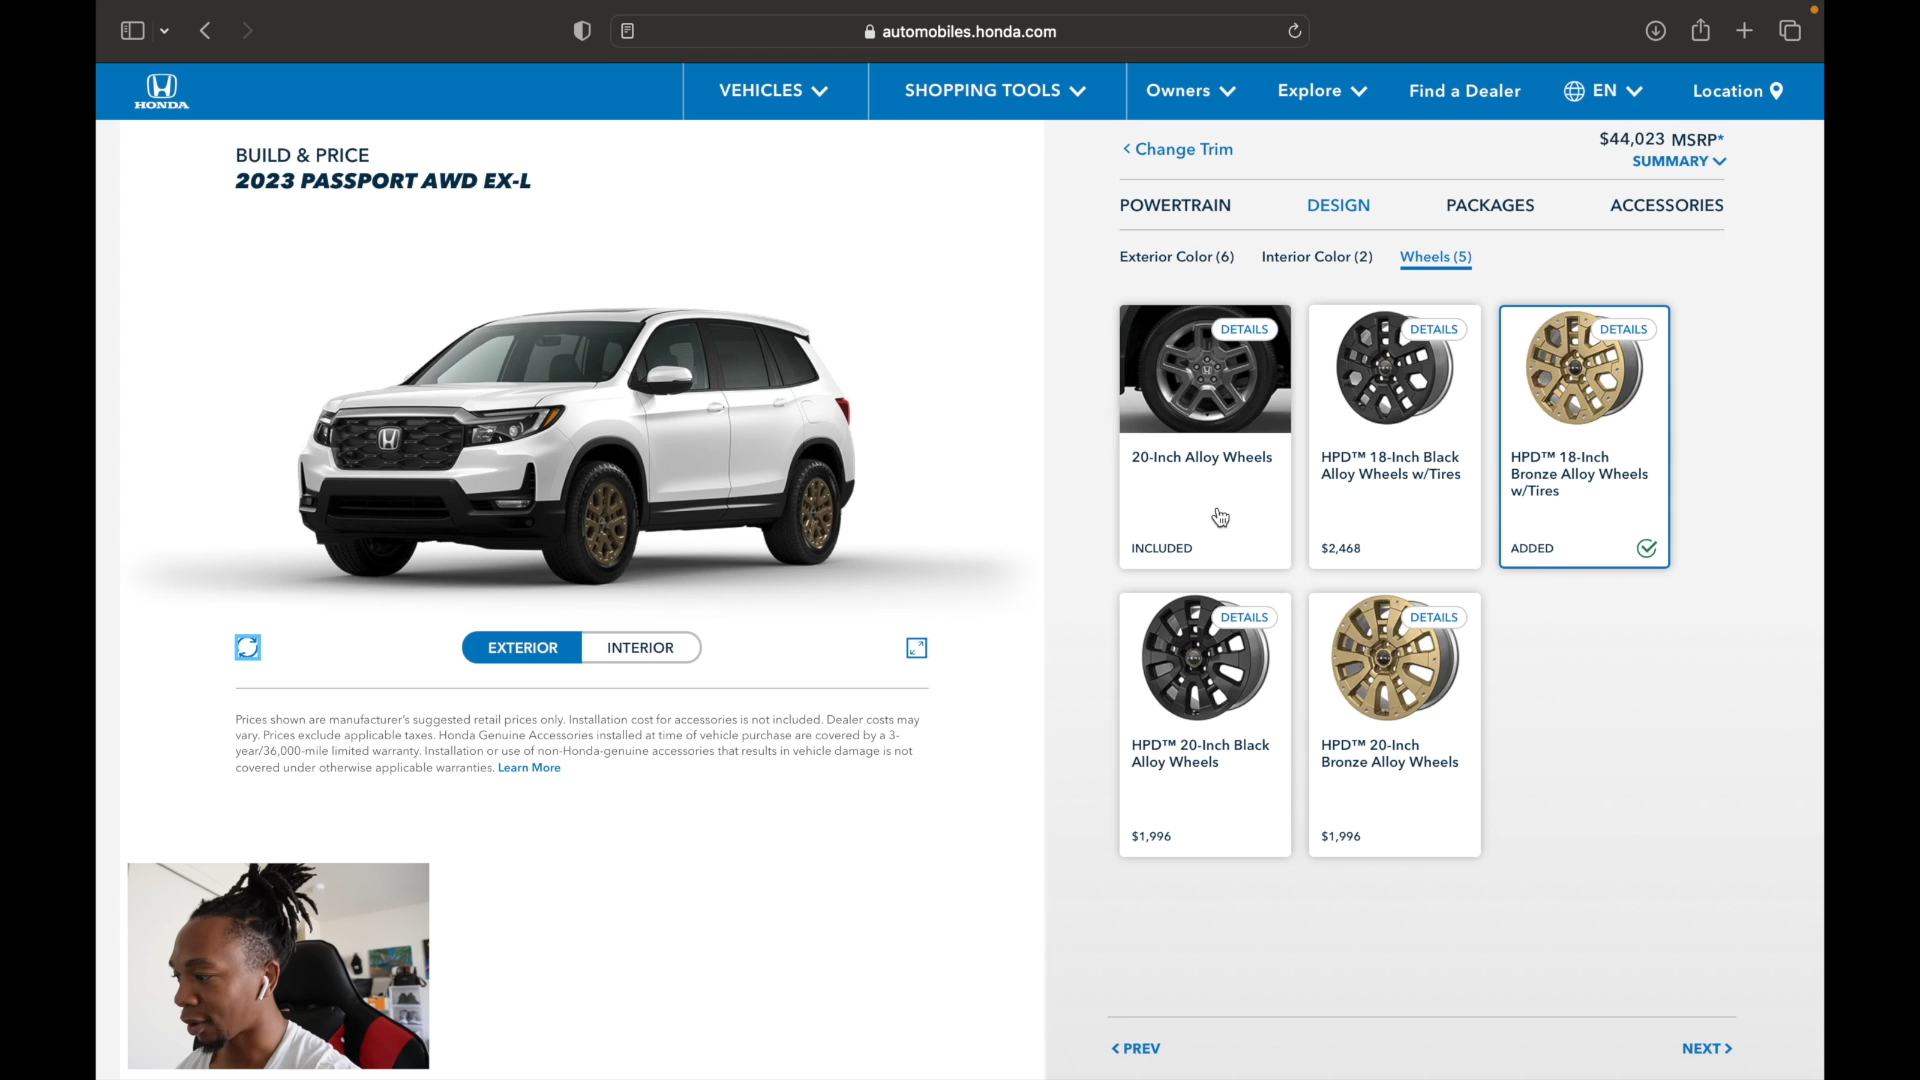 automobiles.honda.com
HONDA
VEHICLES
SHOPPING TOOLS
Owners
Explore
Find a Dealer
EN
Location
BUILD & PRICE
2023 PASSPORT AWD EX-L
< Change Trim
$44,023 MSRP*
SUMMARY
POWERTRAIN
DESIGN
PACKAGES
ACCESSORIES
Exterior Color (6)
Interior Color (2)
Wheels (5)
DETAILS
20-Inch Alloy Wheels
INCLUDED
DETAILS
HPD™ 18-Inch Black
Alloy Wheels w/Tires
$2,468
DETAILS
HPD™ 18-Inch
Bronze Alloy Wheels
w/Tires
ADDED
DETAILS
HPD™ 20-Inch Black
Alloy Wheels
$1,996
DETAILS
HPD™ 20-Inch
Bronze Alloy Wheels
$1,996
EXTERIOR
INTERIOR
Prices shown are manufacturer's suggested retail prices only. Installation cost for accessories is not included. Dealer costs may
vary. Prices exclude applicable taxes. Honda Genuine Accessories installed at time of vehicle purchase are covered by a 3-
year/36,000-mile limited warranty. Installation or use of non-Honda-genuine accessories that results in vehicle damage is not
covered under otherwise applicable warranties. Learn More
< PREV
NEXT >